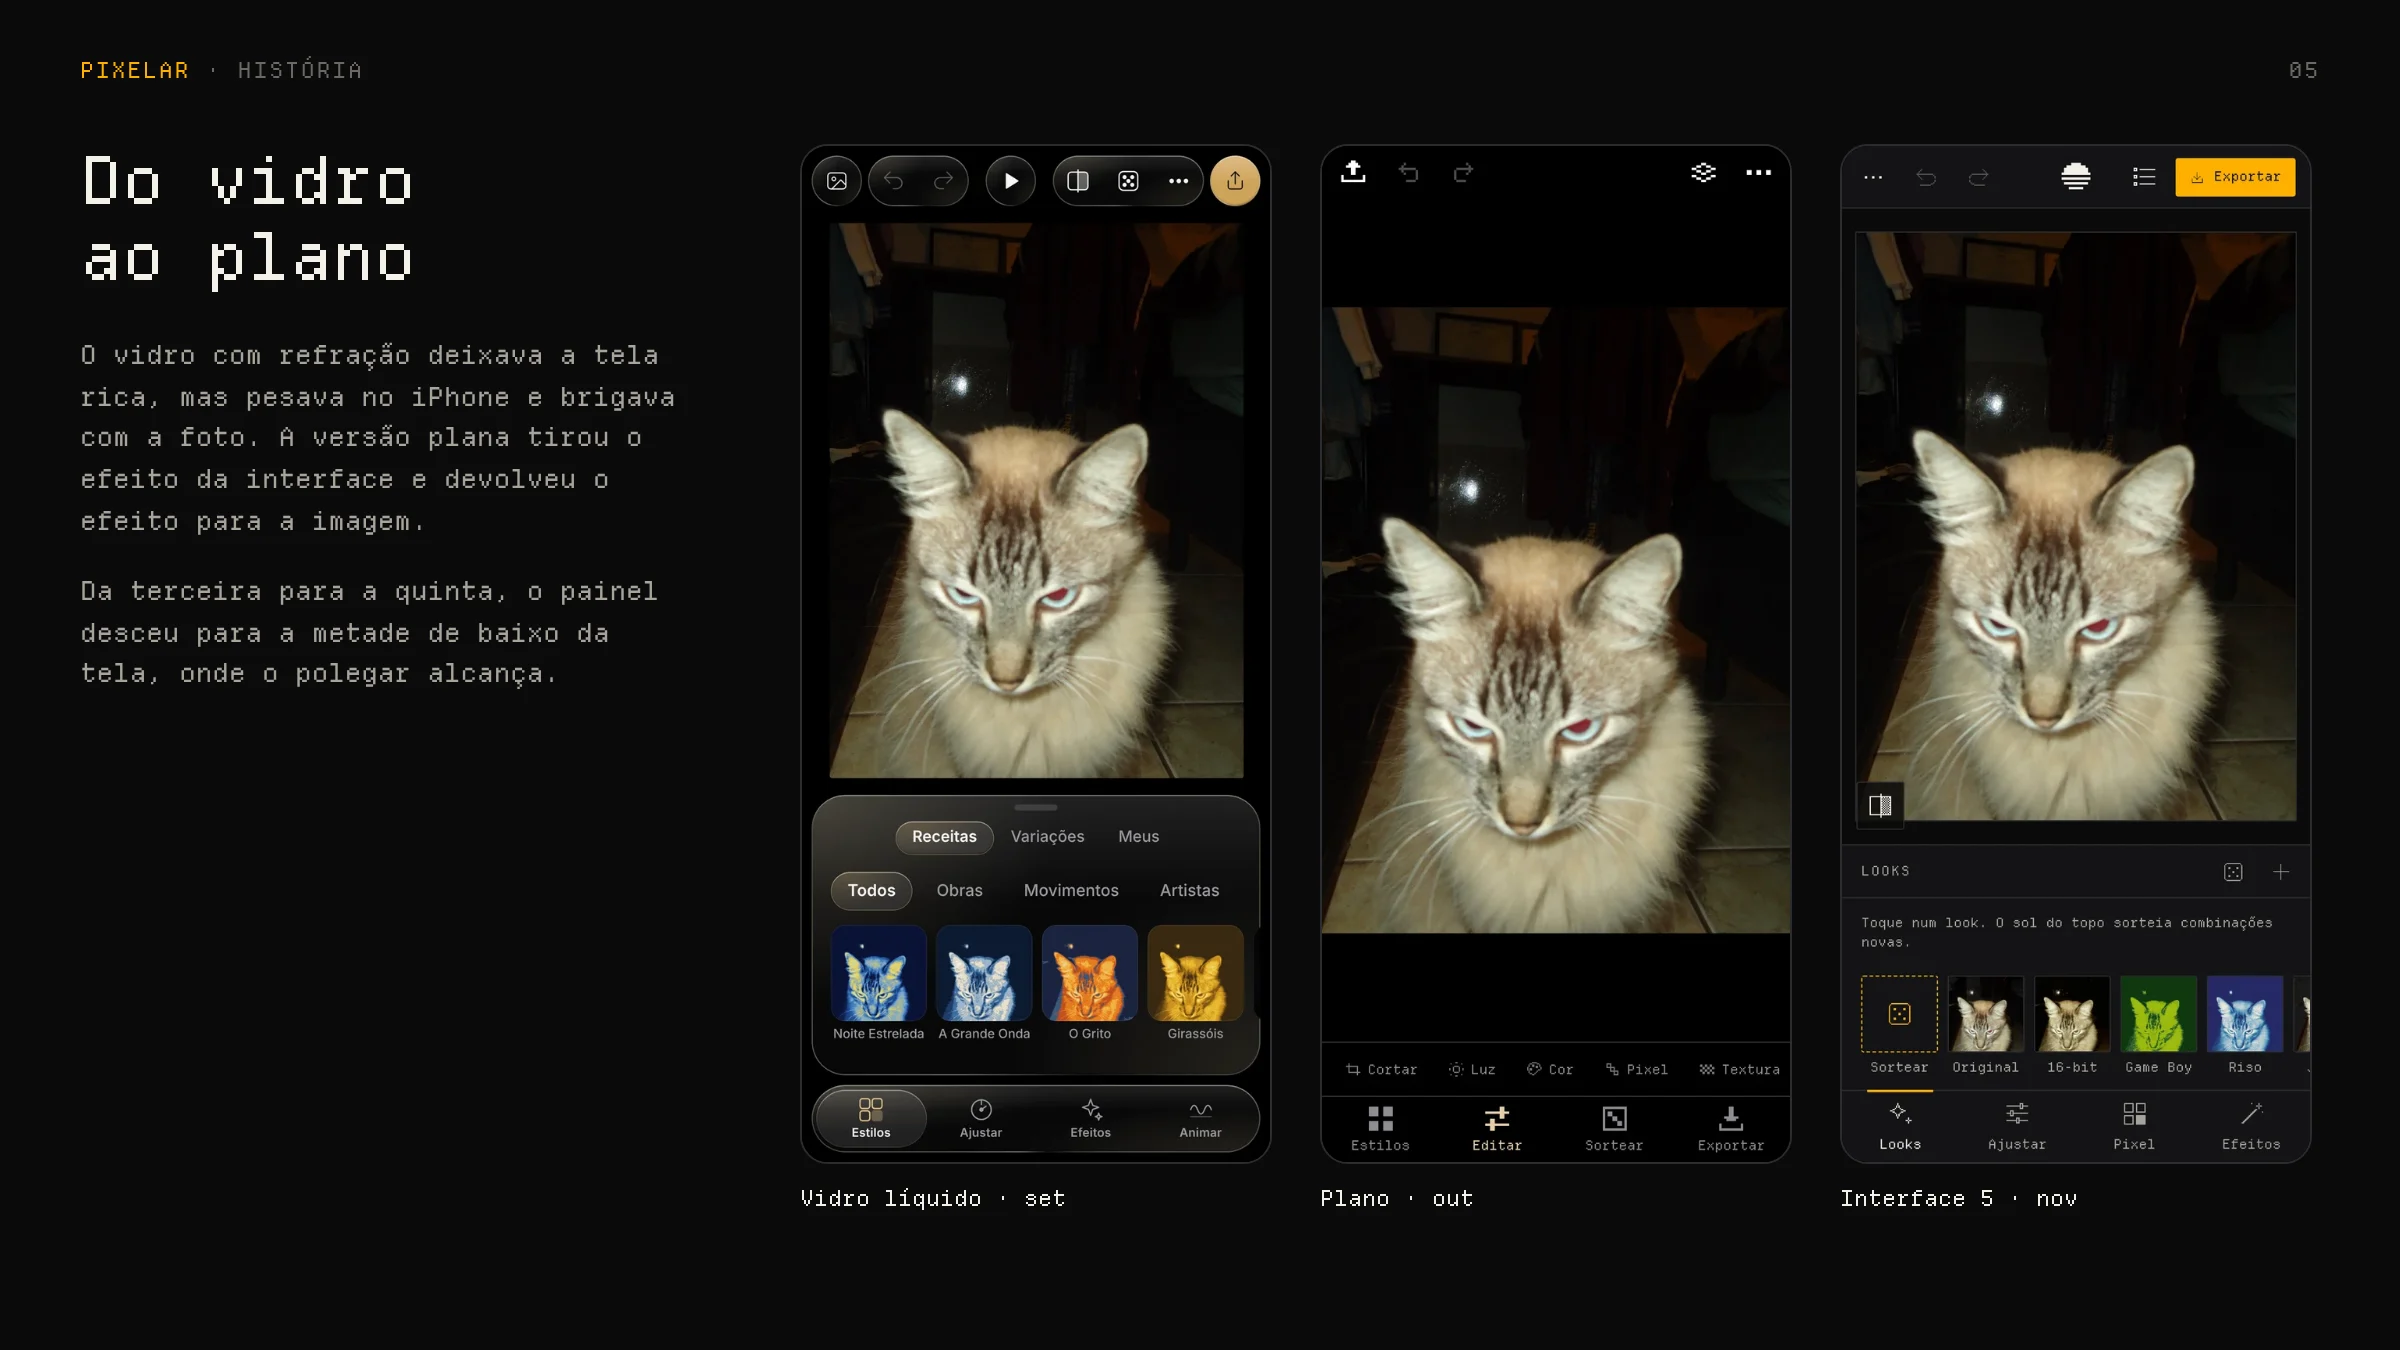 PIXELAR · HISTÓRIA
05
Do vidro
ao plano
O vidro com refração deixava a tela
rica, mas pesava no iPhone e brigava
com a foto. A versão plana tirou o
efeito da interface e devolveu o
efeito para a imagem.
Da terceira para a quinta, o painel
desceu para a metade de baixo da
tela, onde o polegar alcança.
Receitas Variações Meus
Todos Obras Movimentos Artistas
Noite Estrelada A Grande Onda O Grito Girassóis
Estilos Ajustar Efeitos Animar
Vidro líquido · set
Cortar Luz Cor Pixel Textura
Estilos Editar Sortear Exportar
Plano · out
Exportar
LOOKS
Toque num look. O sol do topo sorteia combinações
novas.
Sortear Original 16-bit Game Boy Riso
Looks Ajustar Pixel Efeitos
Interface 5 · nov